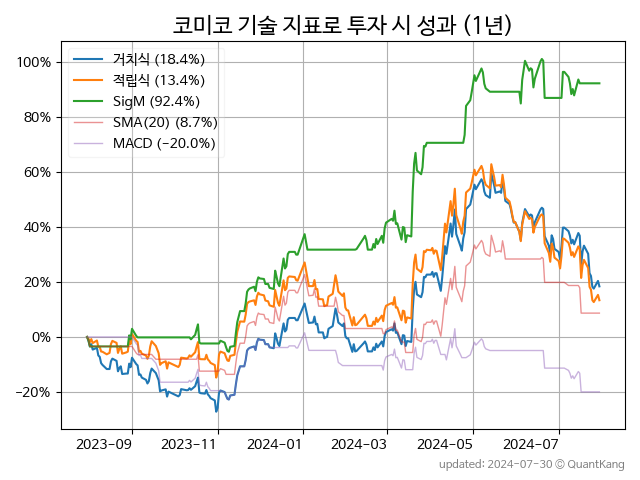 코미코 기술 지표로 투자 시 성과 (1년)
거치식 (18.4%)
적립식 (13.4%)
SigM (92.4%)
SMA(20) (8.7%)
MACD (−20.0%)
100%
80%
60%
40%
20%
0%
−20%
2023-09
2023-11
2024-01
2024-03
2024-05
2024-07
updated: 2024-07-30 © QuantKang